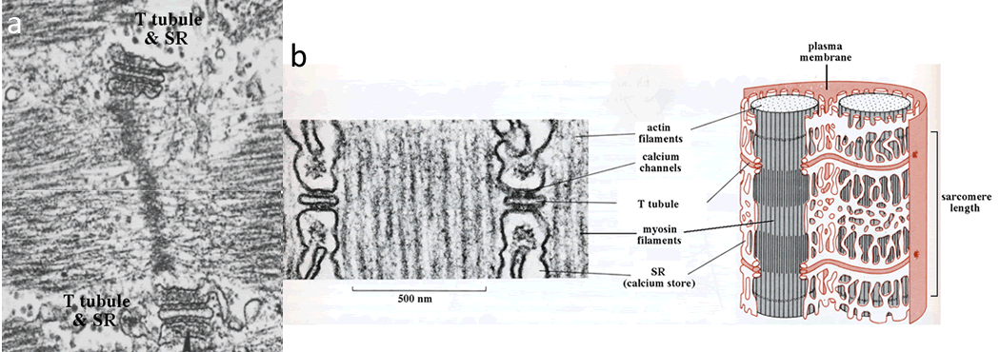 a
T tubule
& SR
T tubule
& SR
b
500 nm
actin
filaments
calcium
channels
T tubule
myosin
filaments
SR
(calcium store)
plasma
membrane
sarcomere
length